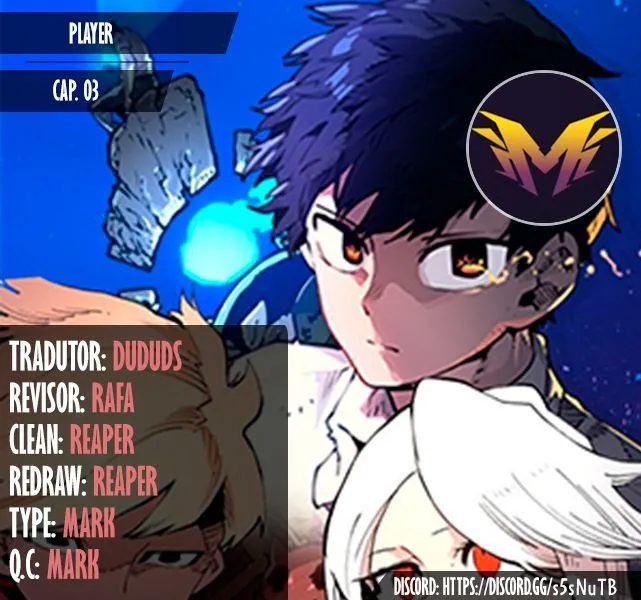 PLAYER
CAP. 03
M
TRADUTOR: DUDUDS
REVISOR: RAFA
CLEAN: REAPER
REDRAW: REAPER
TYPE: MARK
Q.C: MARK
DISCORD: HTTPS://DISCORD.GG/s5sNuTB